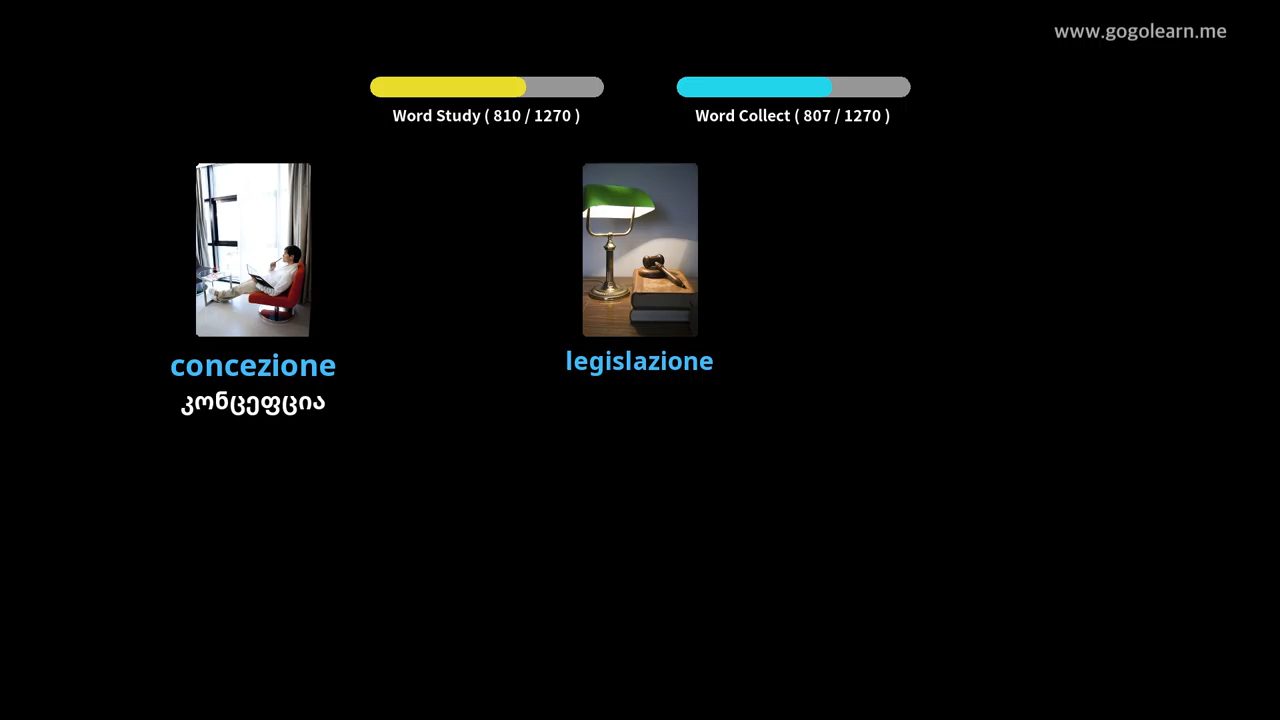 www.gogolearn.me
Word Study ( 810 / 1270 )
Word Collect ( 807 / 1270 )
concezione
კონცეფცია
legislazione